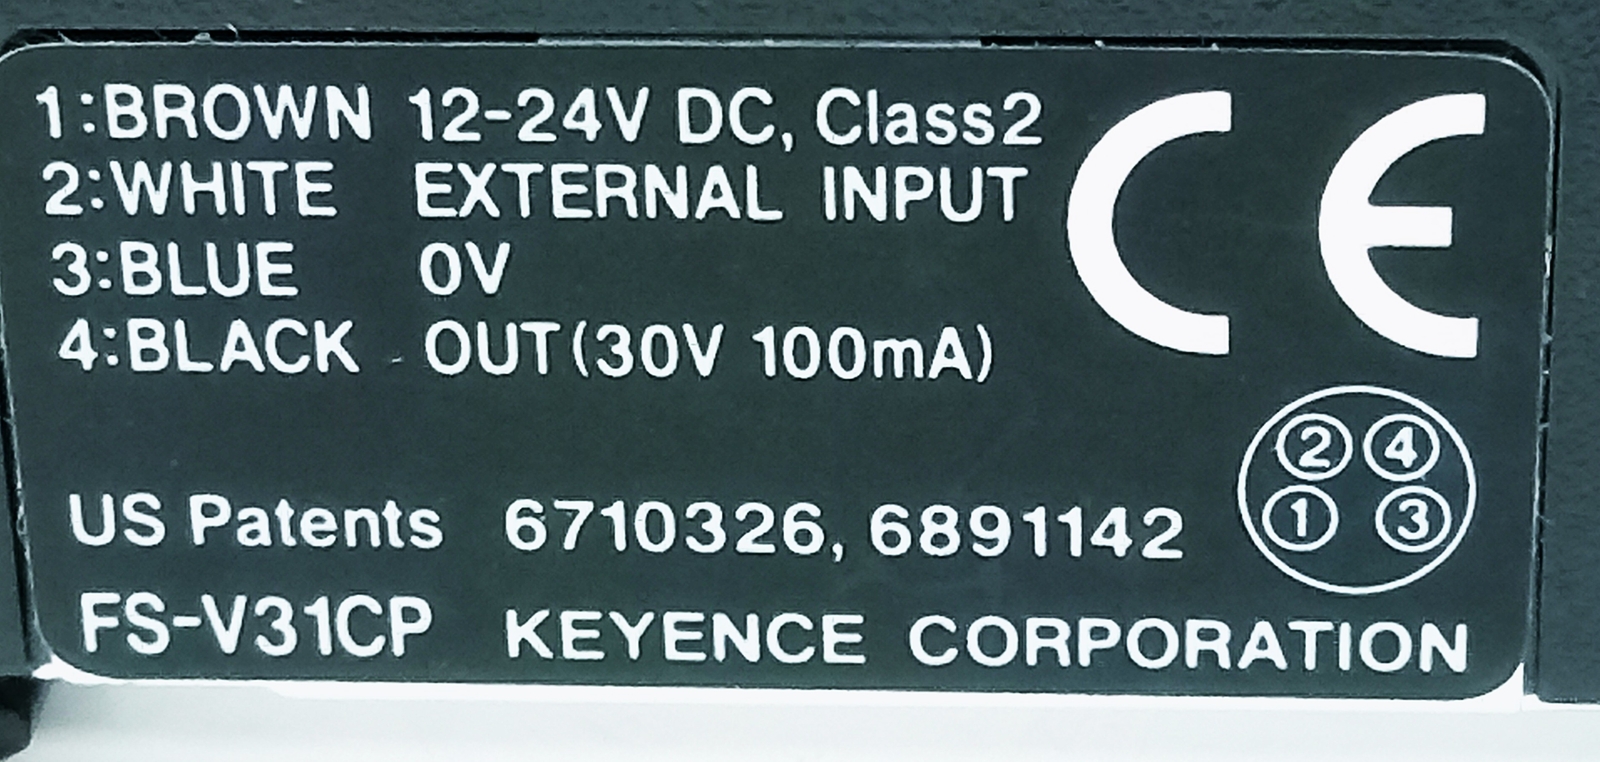 1:BROWN 12-24V DC, Class2
2:WHITE EXTERNAL INPUT
3:BLUE 0V
4:BLACK OUT(30V 100mA)
CE
② ④
① ③
US Patents 6710326, 6891142
FS-V31CP KEYENCE CORPORATION